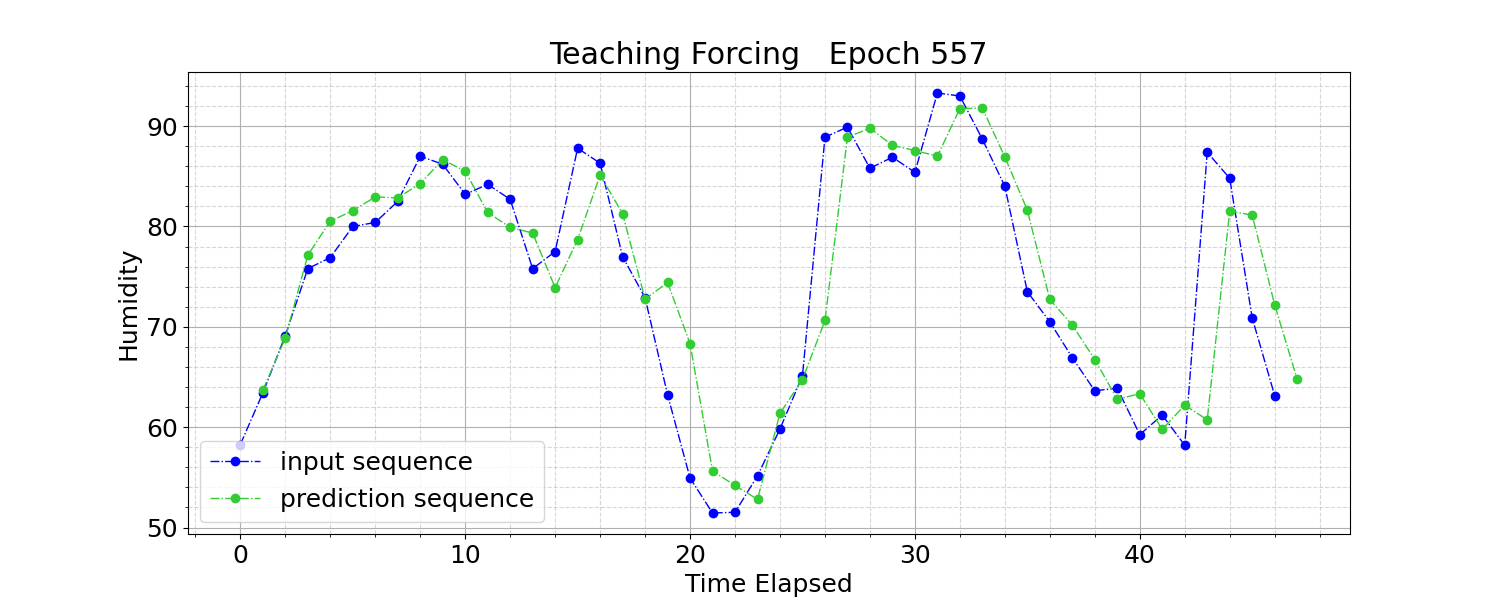 Teaching Forcing   Epoch 557
Humidity
90
80
70
60
50
input sequence
prediction sequence
0 10 20 30 40
Time Elapsed